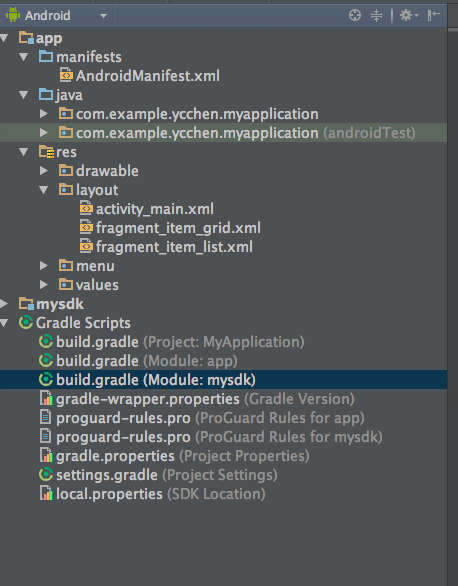 Android
app
manifests
AndroidManifest.xml
java
com.example.ycchen.myapplication
com.example.ycchen.myapplication (androidTest)
res
drawable
layout
activity_main.xml
fragment_item_grid.xml
fragment_item_list.xml
menu
values
mysdk
Gradle Scripts
build.gradle (Project: MyApplication)
build.gradle (Module: app)
build.gradle (Module: mysdk)
gradle-wrapper.properties (Gradle Version)
proguard-rules.pro (ProGuard Rules for app)
proguard-rules.pro (ProGuard Rules for mysdk)
gradle.properties (Project Properties)
settings.gradle (Project Settings)
local.properties (SDK Location)